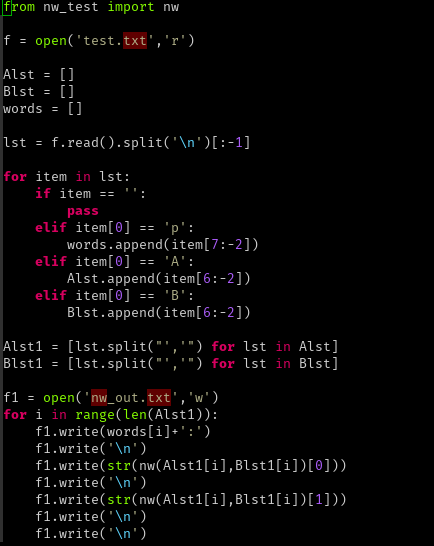 from nw_test import nw
f = open('test.txt','r')
Alst = []
Blst = []
words = []
lst = f.read().split('\n')[:-1]
for item in lst:
    if item == '':
        pass
    elif item[0] == 'p':
        words.append(item[7:-2])
    elif item[0] == 'A':
        Alst.append(item[6:-2])
    elif item[0] == 'B':
        Blst.append(item[6:-2])
Alst1 = [lst.split("','") for lst in Alst]
Blst1 = [lst.split("','") for lst in Blst]
f1 = open('nw_out.txt','w')
for i in range(len(Alst1)):
    f1.write(words[i]+':')
    f1.write('\n')
    f1.write(str(nw(Alst1[i],Blst1[i])[0]))
    f1.write('\n')
    f1.write(str(nw(Alst1[i],Blst1[i])[1]))
    f1.write('\n')
    f1.write('\n')